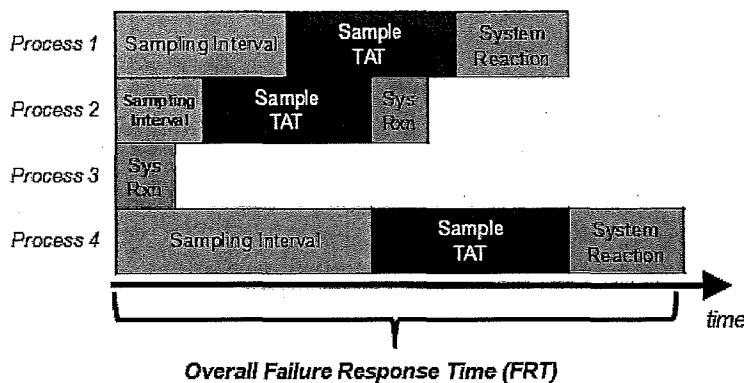 Process 1
Sampling Interval
Sample
TAT
System
Reaction
Process 2
Sampling
Interval
Sample
TAT
Sys
Rxn
Process 3
Sys
Rxn
Process 4
Sampling Interval
Sample
TAT
System
Reaction
time
Overall Failure Response Time (FRT)